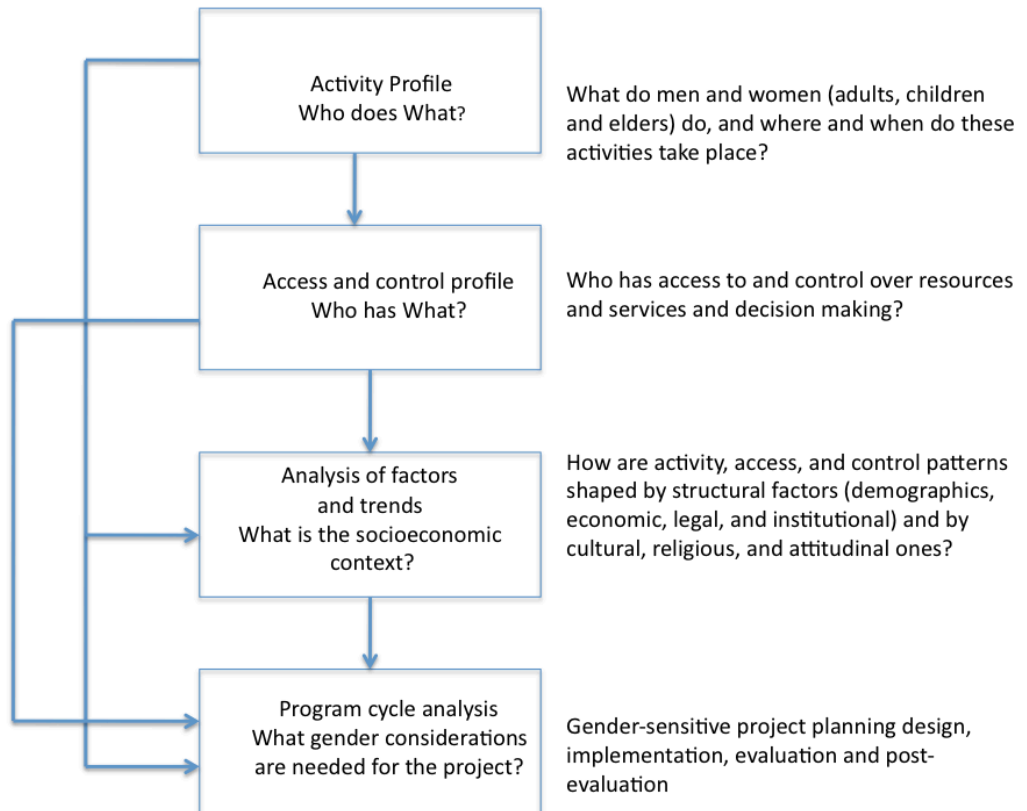 Activity Profile
Who does What?
What do men and women (adults, children
and elders) do, and where and when do these
activities take place?
Access and control profile
Who has What?
Who has access to and control over resources
and services and decision making?
Analysis of factors
and trends
What is the socioeconomic
context?
How are activity, access, and control patterns
shaped by structural factors (demographics,
economic, legal, and institutional) and by
cultural, religious, and attitudinal ones?
Program cycle analysis
What gender considerations
are needed for the project?
Gender-sensitive project planning design,
implementation, evaluation and post-
evaluation